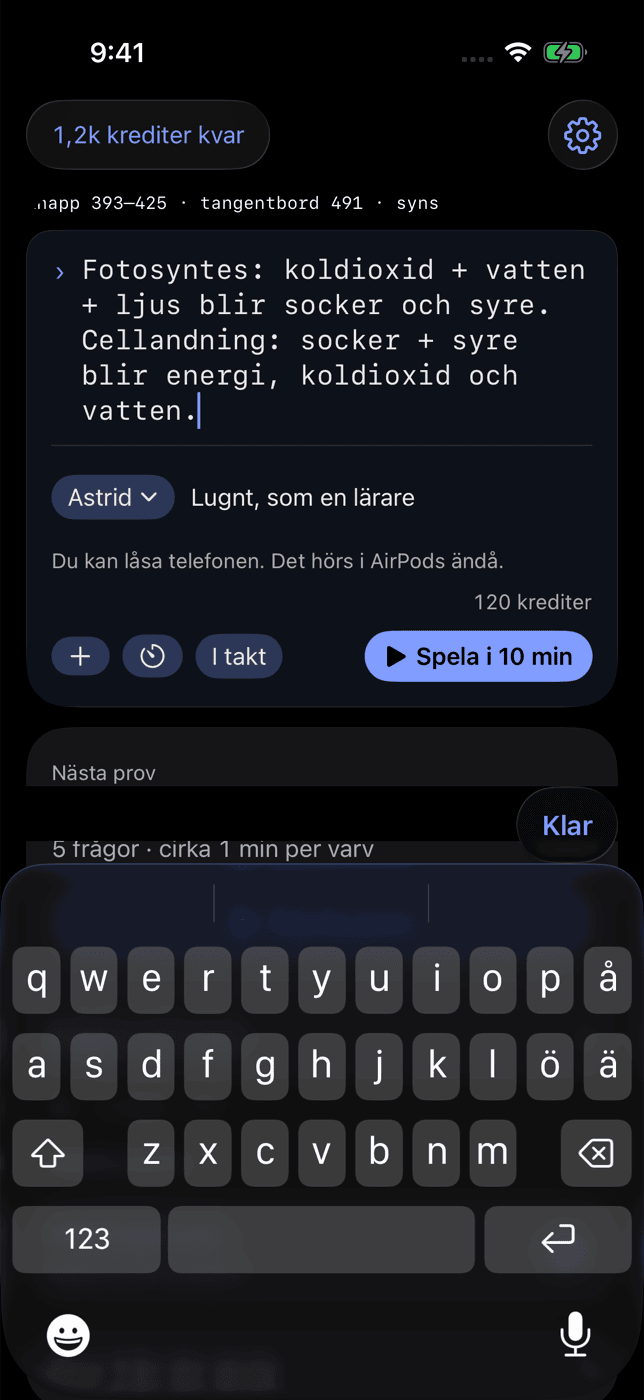 9:41
1,2k krediter kvar
393–425 · tangentbord 491 · syns
› Fotosyntes: koldioxid + vatten
+ ljus blir socker och syre.
Cellandning: socker + syre
blir energi, koldioxid och
vatten.
Astrid Lugnt, som en lärare
Du kan låsa telefonen. Det hörs i AirPods ändå.
120 krediter
+ I takt Spela i 10 min
Nästa prov
Klar
5 frågor · cirka 1 min per varv
q w e r t y u i o p å
a s d f g h j k l ö ä
z x c v b n m
123